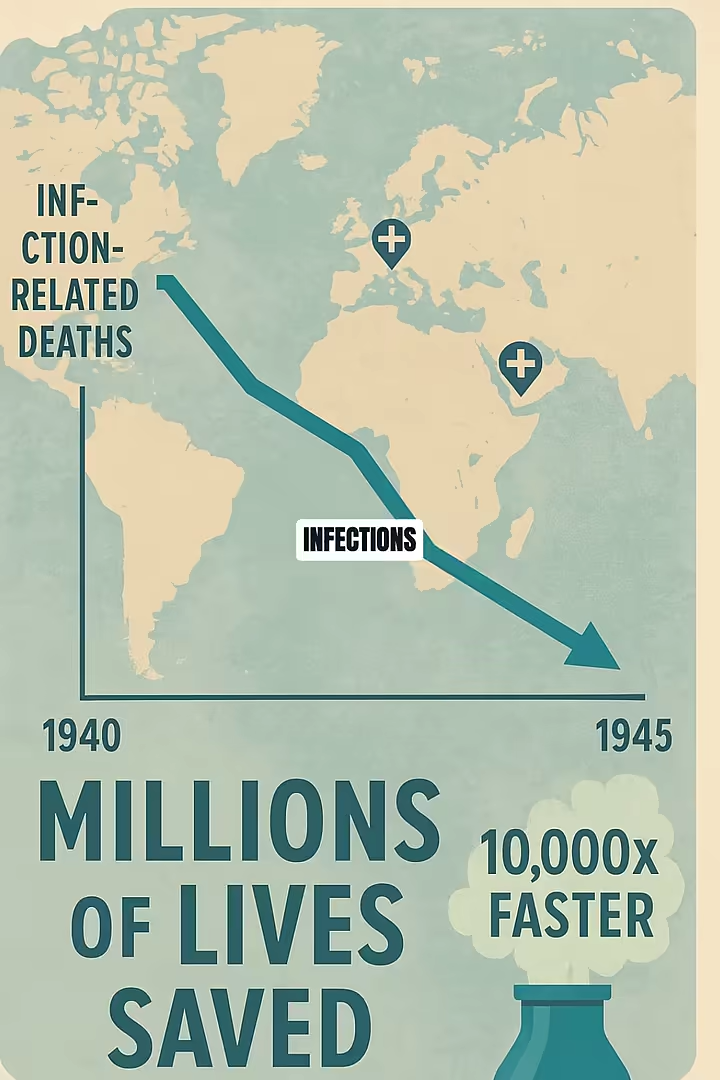 INF-
CTION-
RELATED
DEATHS
INFECTIONS
1940
1945
MILLIONS
OF LIVES
SAVED
10,000x
FASTER